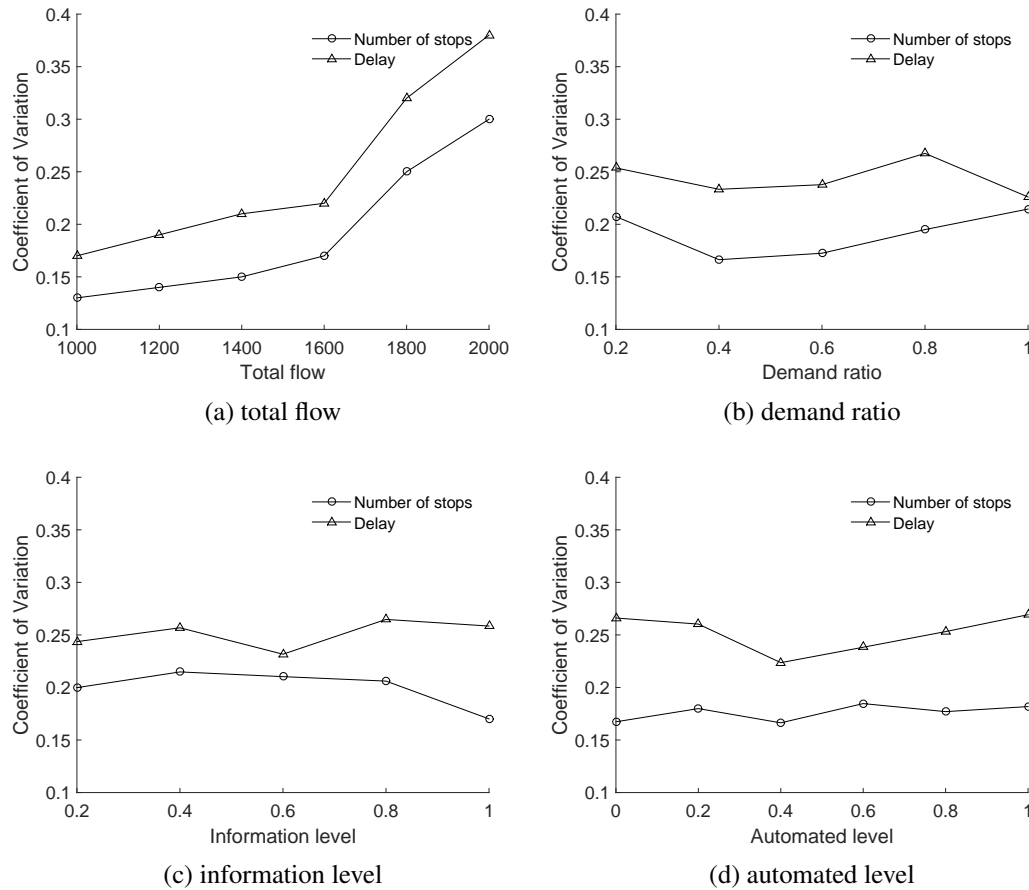 0.4
0.35
0.3
0.25
0.2
0.15
0.1
Coefficient of Variation
Number of stops
Delay
1000 1200 1400 1600 1800 2000
Total flow
(a) total flow
0.4
0.35
0.3
0.25
0.2
0.15
0.1
Coefficient of Variation
Number of stops
Delay
0.2 0.4 0.6 0.8 1
Demand ratio
(b) demand ratio
0.4
0.35
0.3
0.25
0.2
0.15
0.1
Coefficient of Variation
Number of stops
Delay
0.2 0.4 0.6 0.8 1
Information level
(c) information level
0.4
0.35
0.3
0.25
0.2
0.15
0.1
Coefficient of Variation
Number of stops
Delay
0 0.2 0.4 0.6 0.8 1
Automated level
(d) automated level